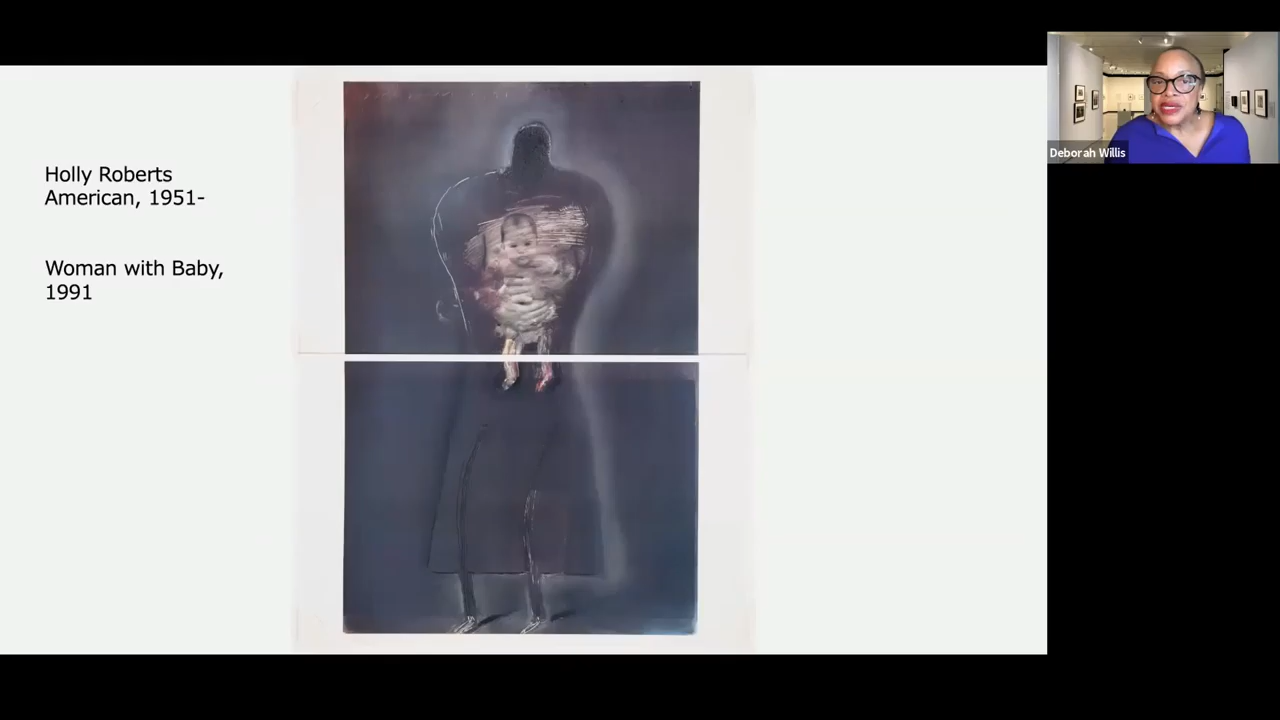 Holly Roberts
American, 1951-
Woman with Baby,
1991
Deborah Willis